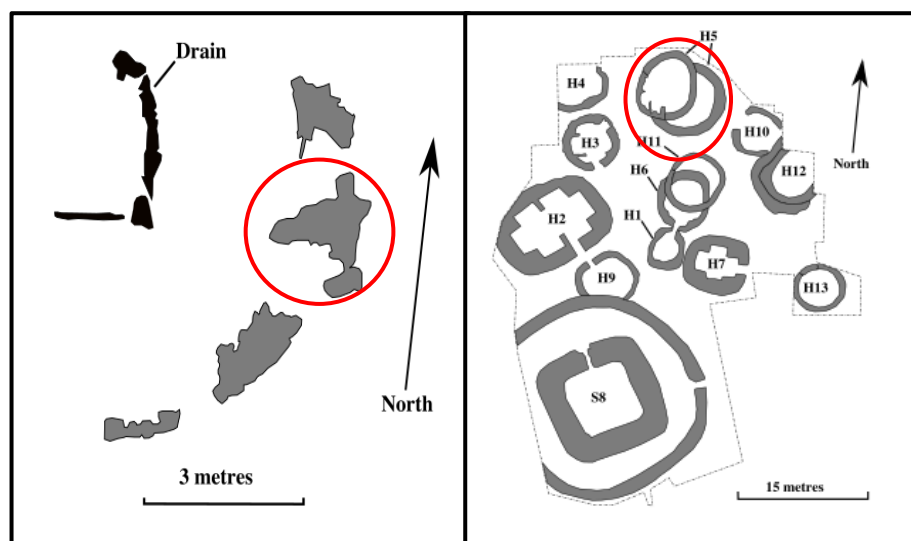 Drain
North
3 metres
H5
H4
H3
H10
H11
H12
North
H6
H2
H1
H7
H9
H13
S8
15 metres